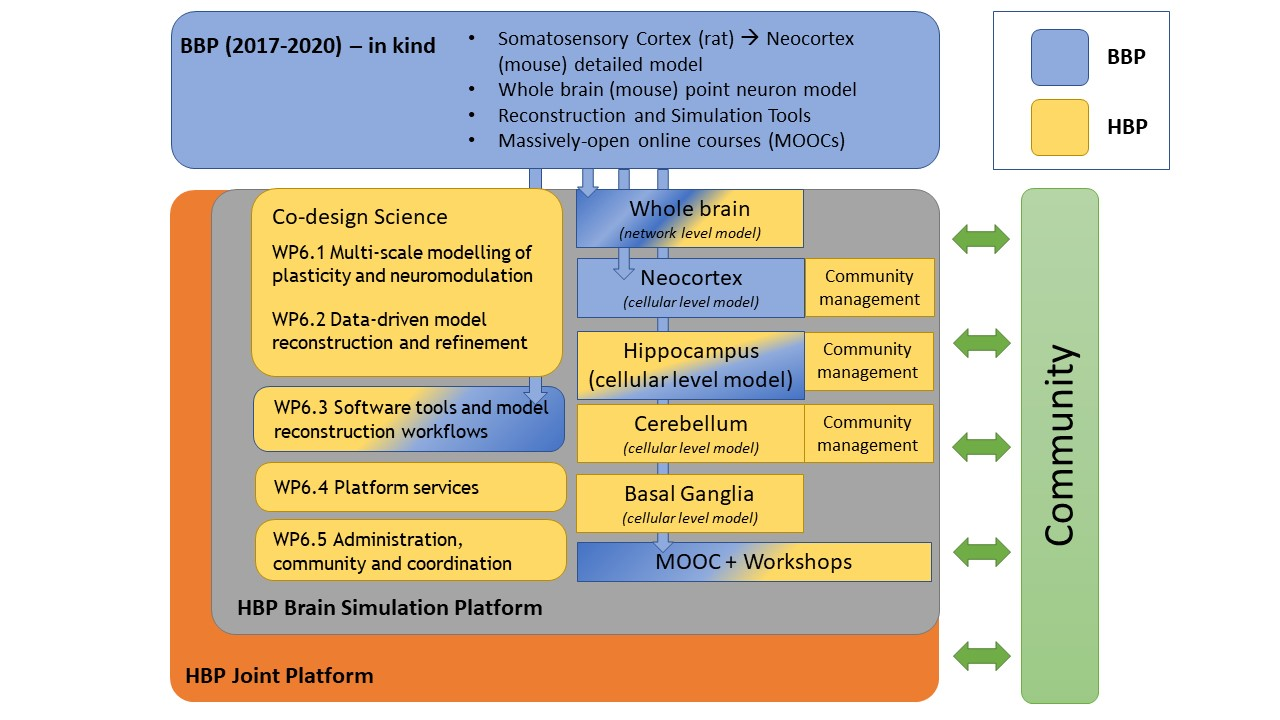 BBP (2017-2020) – in kind
• Somatosensory Cortex (rat) → Neocortex
(mouse) detailed model
• Whole brain (mouse) point neuron model
• Reconstruction and Simulation Tools
• Massively-open online courses (MOOCs)
BBP
HBP
Co-design Science
WP6.1 Multi-scale modelling of
plasticity and neuromodulation
WP6.2 Data-driven model
reconstruction and refinement
WP6.3 Software tools and model
reconstruction workflows
WP6.4 Platform services
WP6.5 Administration,
community and coordination
Whole brain
(network level model)
Neocortex
(cellular level model)
Community
management
Hippocampus
(cellular level model)
Community
management
Cerebellum
(cellular level model)
Community
management
Basal Ganglia
(cellular level model)
MOOC + Workshops
HBP Brain Simulation Platform
HBP Joint Platform
Community